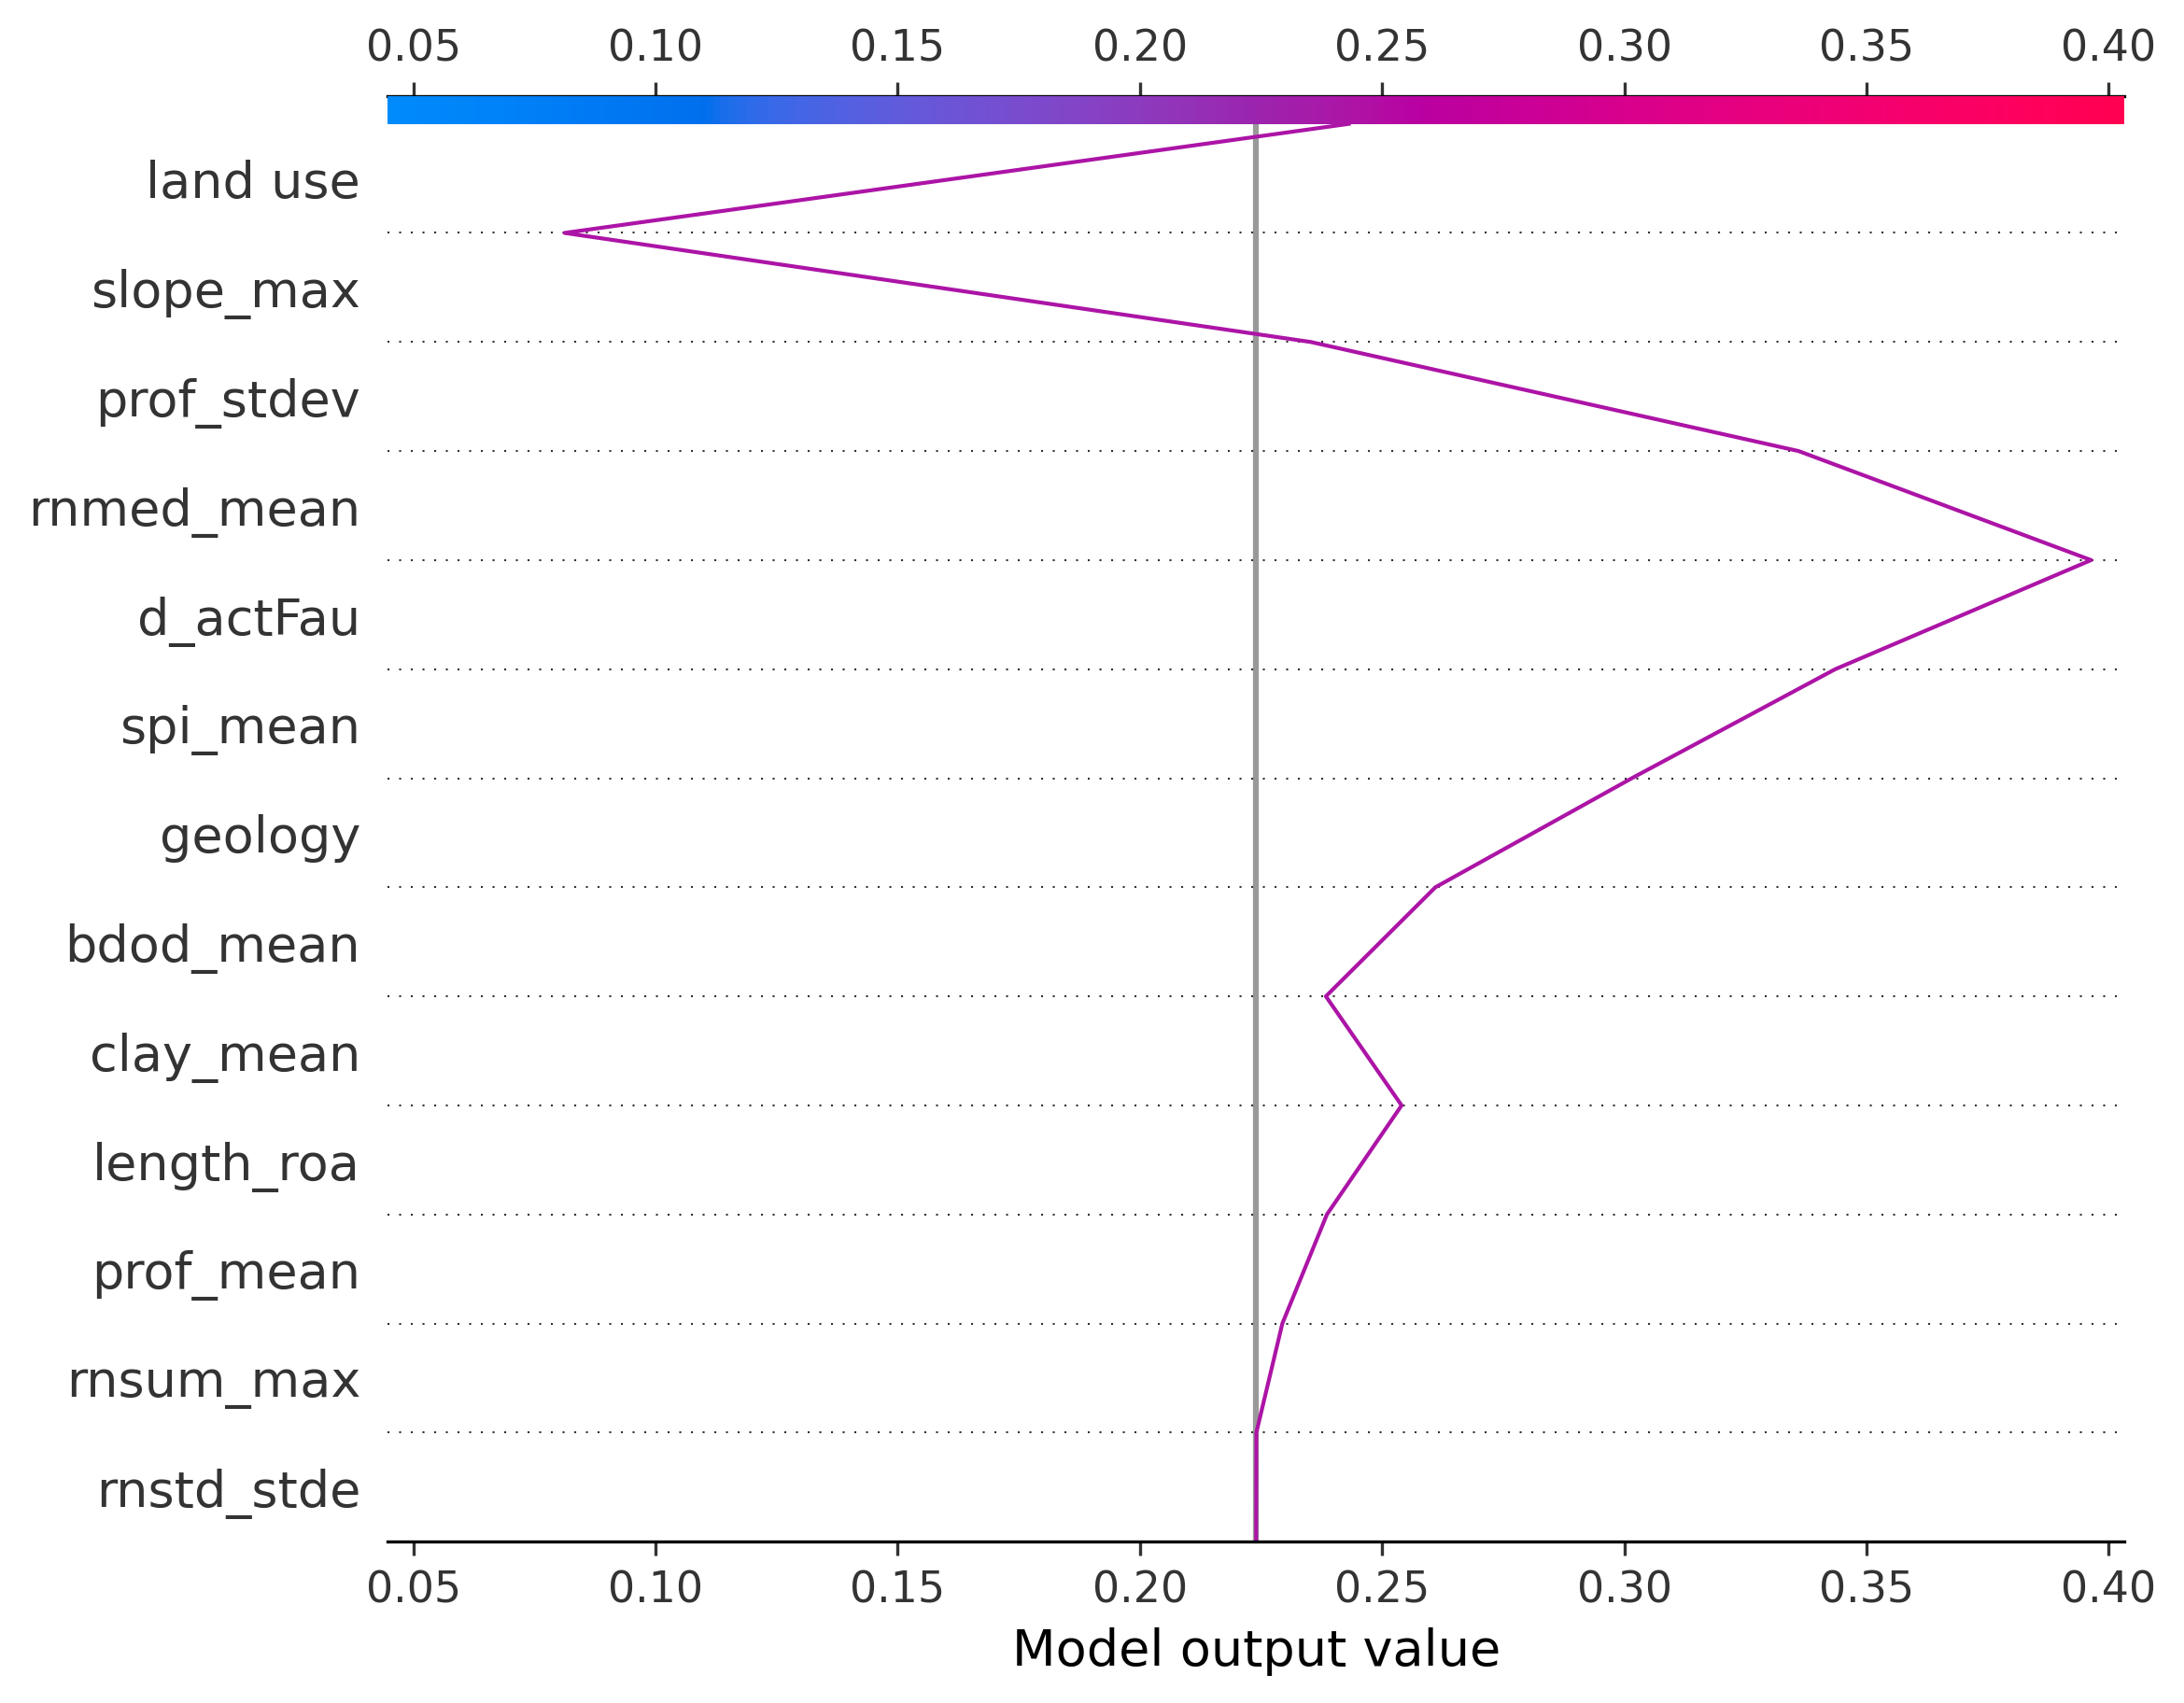 0.05 0.10 0.15 0.20 0.25 0.30 0.35 0.40
land use
slope_max
prof_stdev
rnmed_mean
d_actFau
spi_mean
geology
bdod_mean
clay_mean
length_roa
prof_mean
rnsum_max
rnstd_stde
0.05 0.10 0.15 0.20 0.25 0.30 0.35 0.40
Model output value